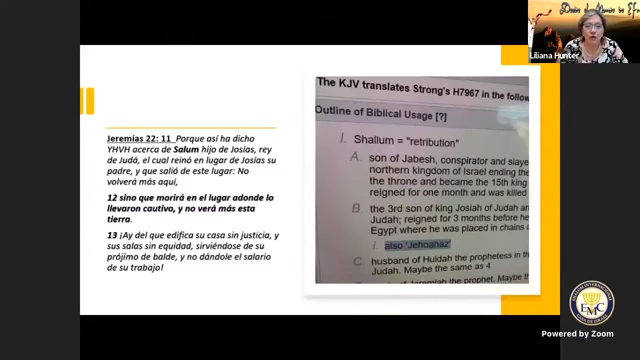 Jeremías 22: 11 Porque así ha dicho
YHVH acerca de Salum hijo de Josías, rey
de Judá, el cual reinó en lugar de Josías su
padre, y que salió de este lugar: No
volverá más aquí,
12 sino que morirá en el lugar adonde lo
llevaron cautivo, y no verá más esta
tierra.
13 ¡Ay del que edifica su casa sin justicia, y
sus salas sin equidad, sirviéndose de su
prójimo de balde, y no dándole el salario
de su trabajo!
The KJV translates Strong's H7967 in the follow
Outline of Biblical Usage [?]
I. Shallum = "retribution"
A. son of Jabesh, conspirator and slaye
northern kingdom of Israel ending the
the throne and became the 15th king
reigned for one month and was killed
B. the 3rd son of king Josiah of Judah an
Judah; reigned for 3 months before he
Egypt where he was placed in chains a
i. also 'Jehoahaz'
C. husband of Huldah the prophetess in th
Judah. Maybe the same as 4
of Jeremiah the prophet. Maybe th
Liliana Hunter
EMC
Powered by Zoom